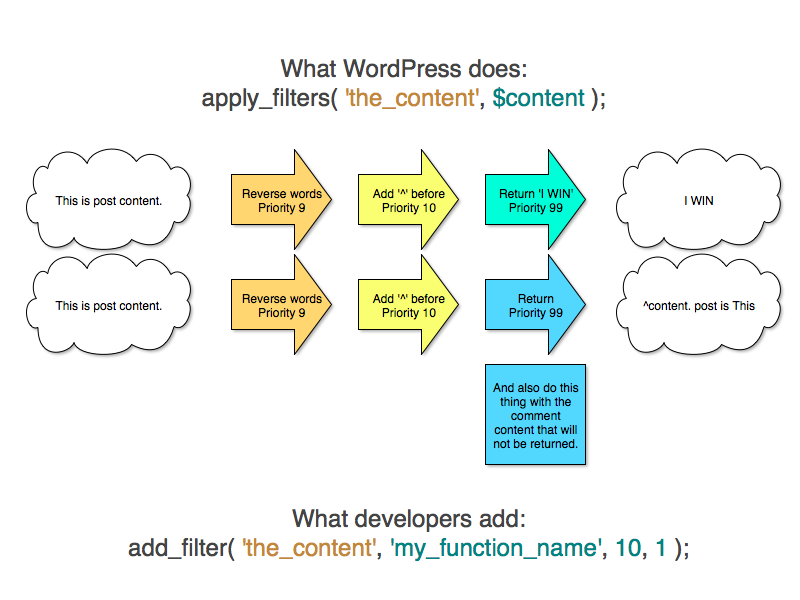 What WordPress does:
apply_filters( 'the_content', $content );
This is post content.
Reverse words
Priority 9
Add '^' before
Priority 10
Return 'I WIN'
Priority 99
I WIN
This is post content.
Reverse words
Priority 9
Add '^' before
Priority 10
Return
Priority 99
^content. post is This
And also do this
thing with the
comment
content that will
not be returned.
What developers add:
add_filter( 'the_content', 'my_function_name', 10, 1 );